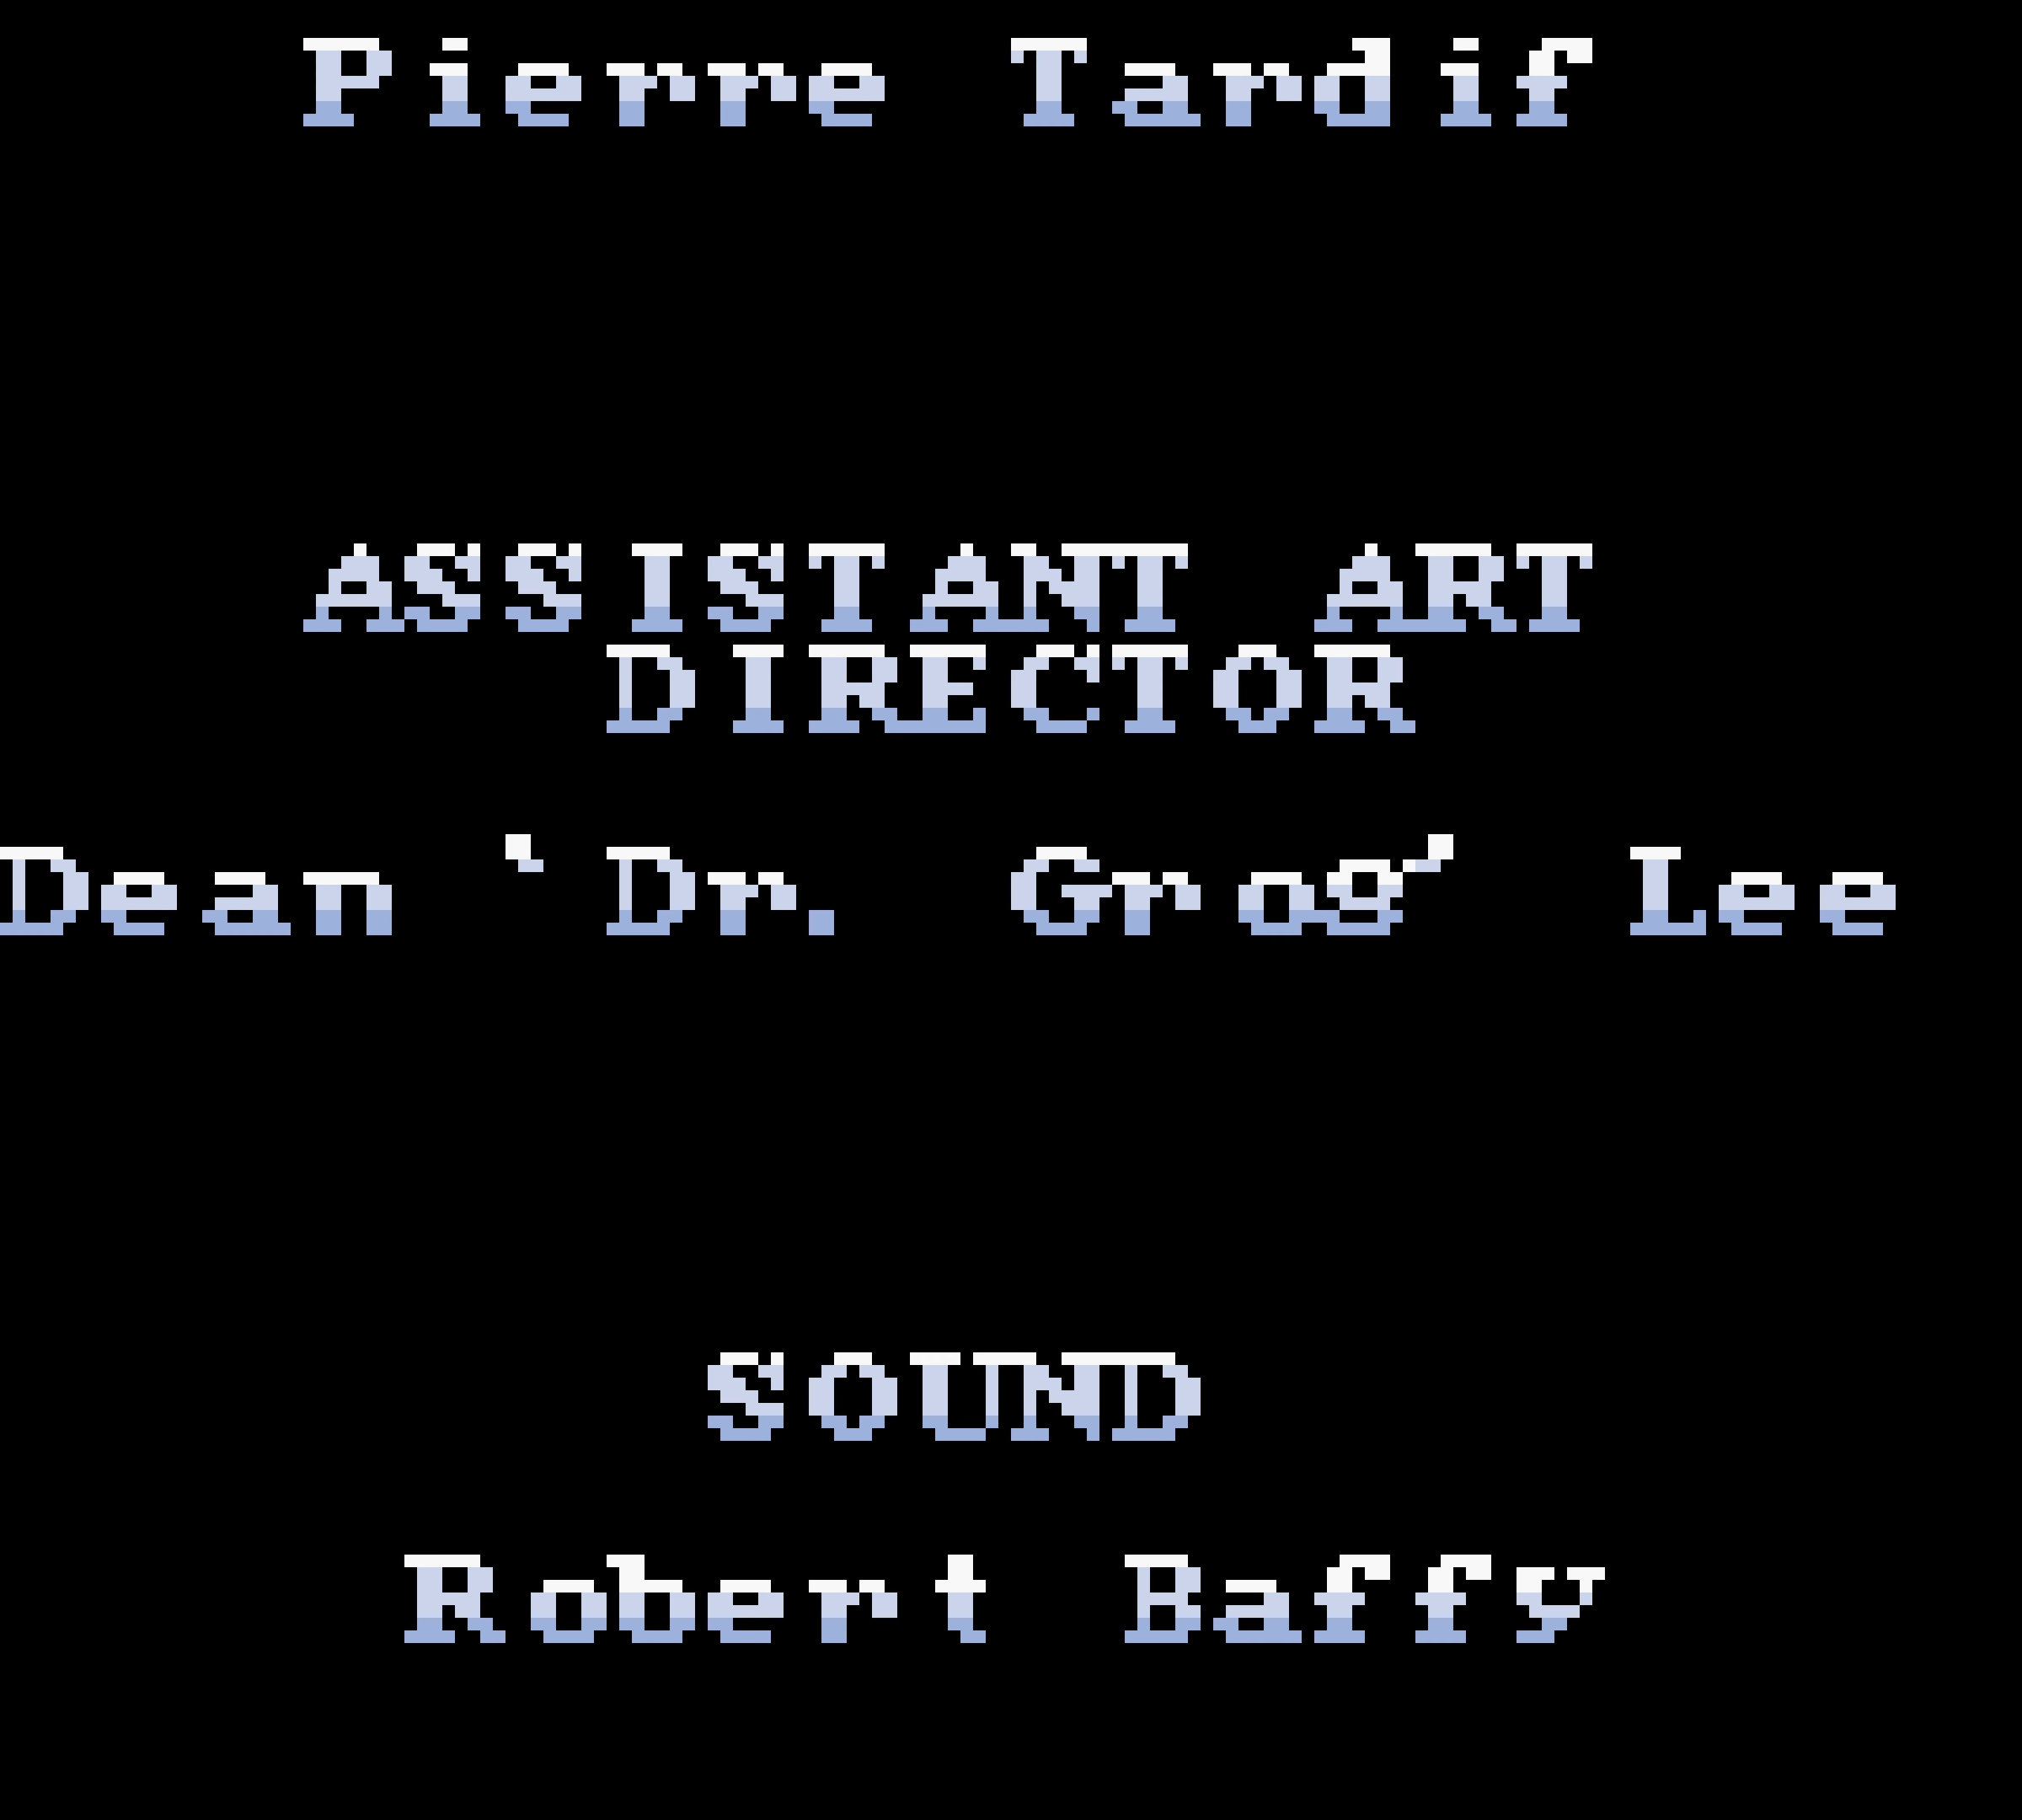 Pierre Tardif
ASSISTANT ART
DIRECTOR
Dean 'Dr. Grog' Lee
SOUND
Robert Baffy